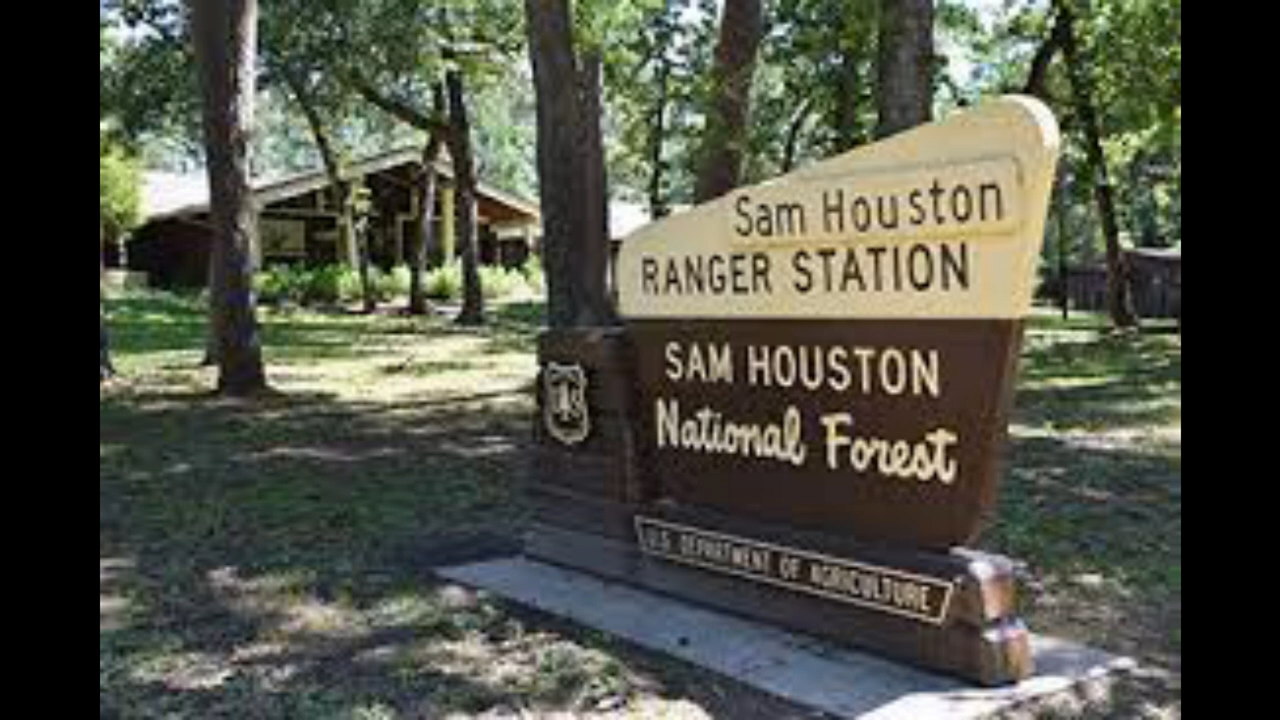 Sam Houston
RANGER STATION
SAM HOUSTON
National Forest
U.S. DEPARTMENT OF AGRICULTURE